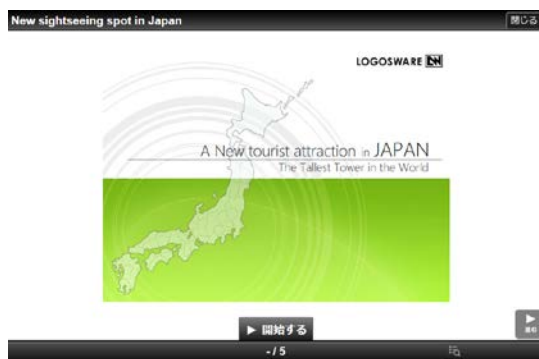 New sightseeing spot in Japan
閉じる
LOGOSWARE
A New tourist attraction in JAPAN
The Tallest Tower in the World
▶ 開始する
- / 5